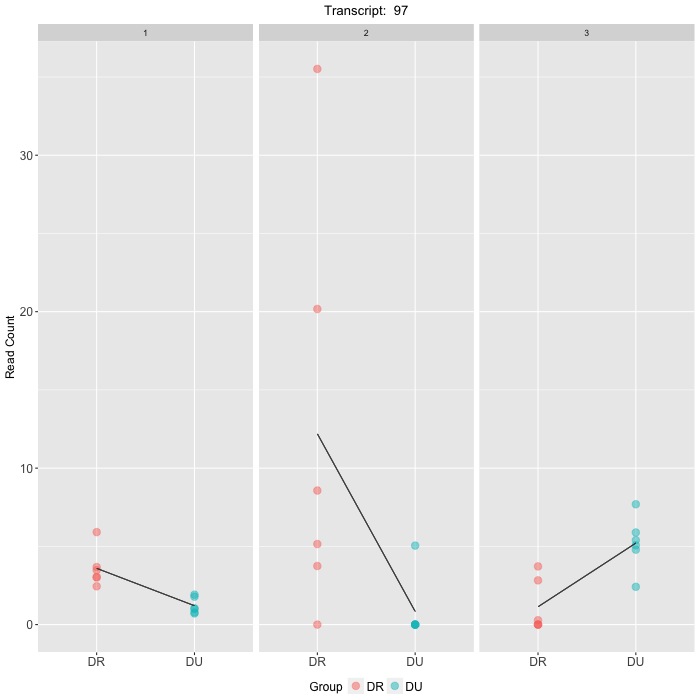 Transcript:  97
1 2 3
Read Count
30
20
10
0
DR DU DR DU DR DU
Group DR DU